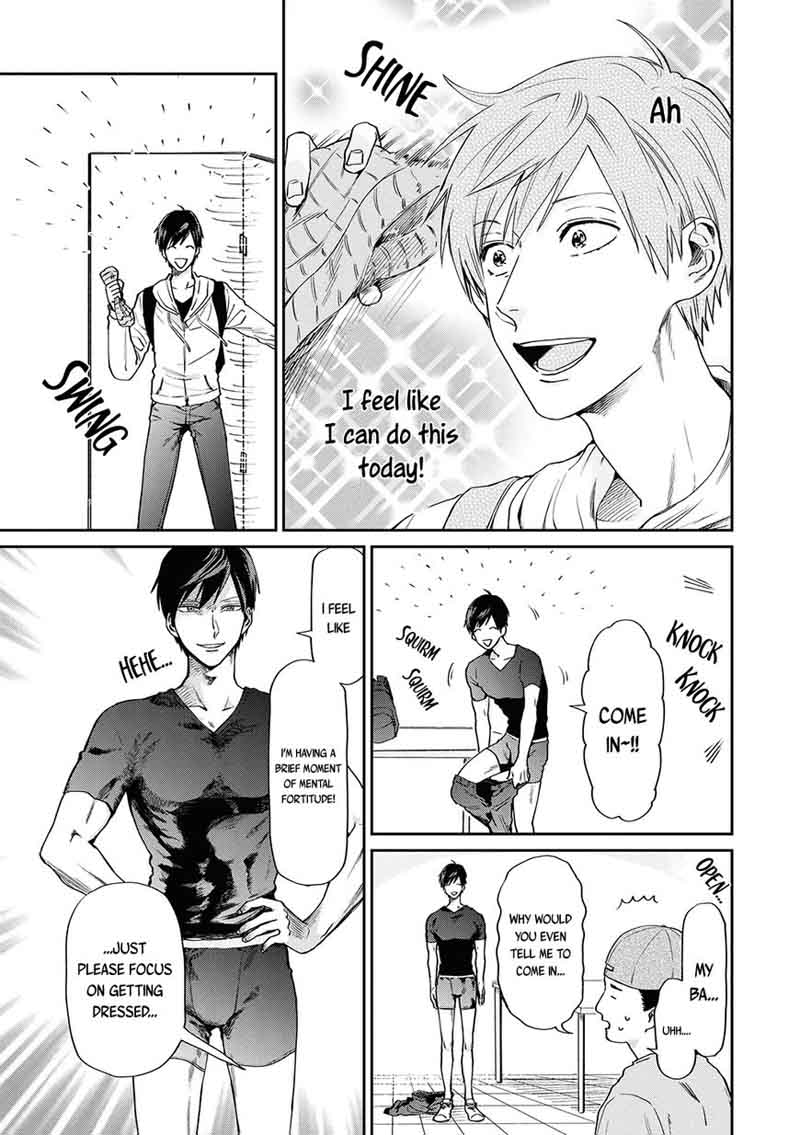 Ah
SHINE
I feel like
I can do this
today!
SWING
KNOCK
KNOCK
COME
IN~!!
SQUIRM
SQUIRM
OPEN...
MY
BA...
UHH....
WHY WOULD
YOU EVEN
TELL ME TO
COME IN...
I FEEL
LIKE
HEHE...
I'M HAVING A
BRIEF MOMENT
OF MENTAL
FORTITUDE!
...JUST
PLEASE FOCUS
ON GETTING
DRESSED...